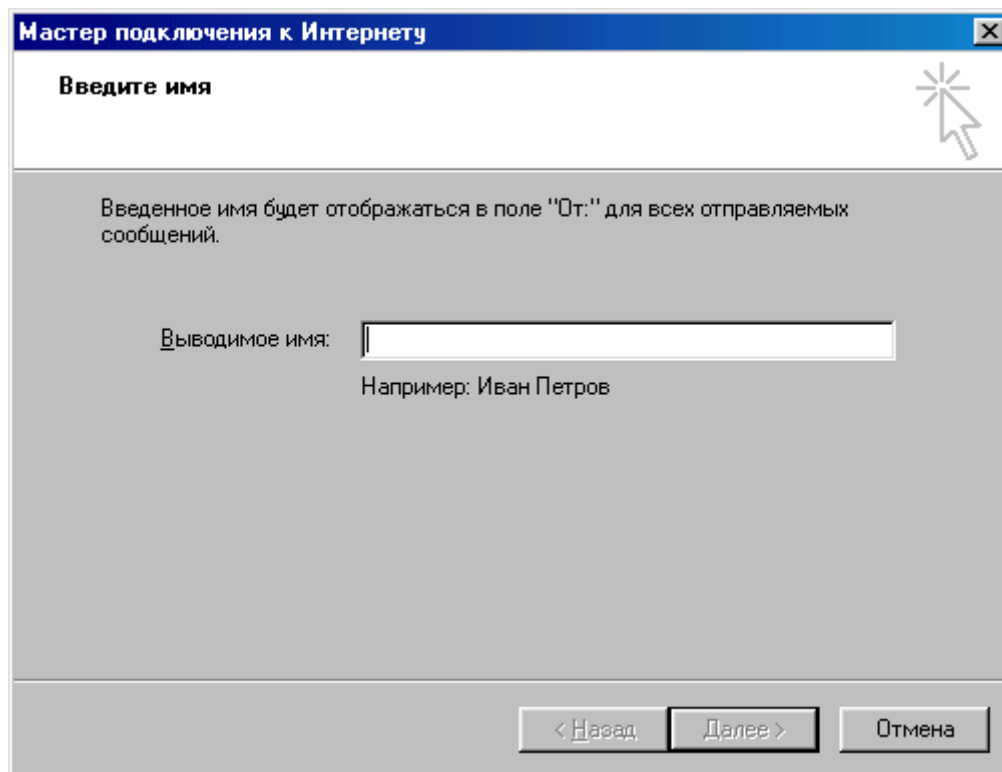 Мастер подключения к Интернету
Введите имя
Введенное имя будет отображаться в поле "От:" для всех отправляемых
сообщений.
Выводимое имя:
Например: Иван Петров
< Назад Далее > Отмена